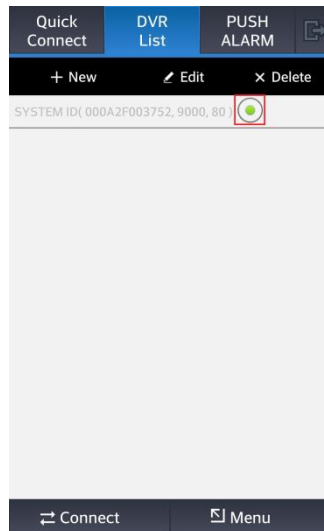 Quick Connect
DVR List
PUSH ALARM
+ New
Edit
× Delete
SYSTEM ID( 000A2F003752, 9000, 80 )
Connect
Menu